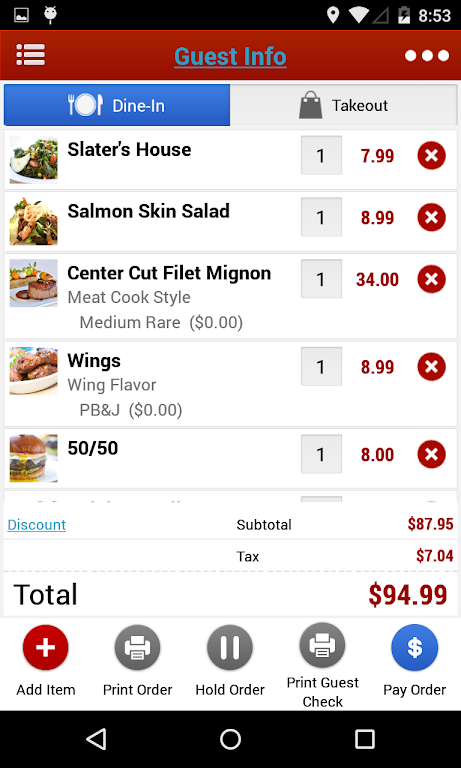 8:53
Guest Info
Dine-In
Takeout
Slater's House 1 7.99
Salmon Skin Salad 1 8.99
Center Cut Filet Mignon 1 34.00
Meat Cook Style
Medium Rare ($0.00)
Wings 1 8.99
Wing Flavor
PB&J ($0.00)
50/50 1 8.00
Discount Subtotal $87.95
Tax $7.04
Total $94.99
Add Item
Print Order
Hold Order
Print Guest
Check
$
Pay Order